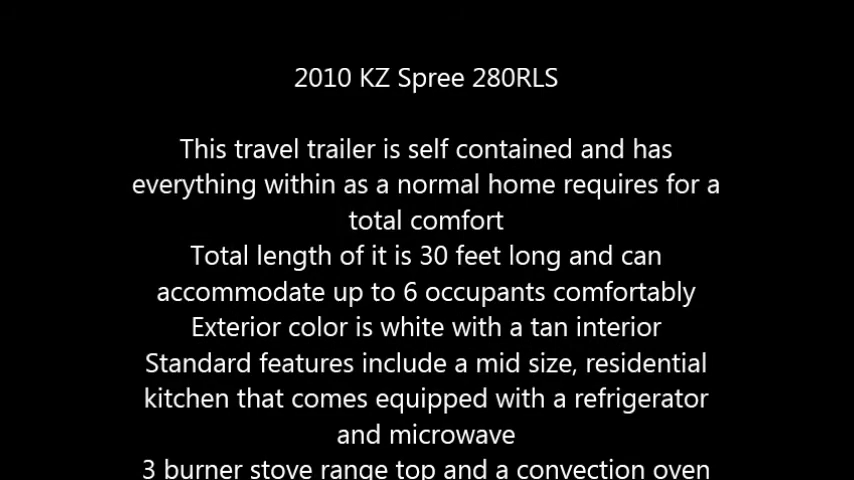 2010 KZ Spree 280RLS
This travel trailer is self contained and has
everything within as a normal home requires for a
total comfort
Total length of it is 30 feet long and can
accommodate up to 6 occupants comfortably
Exterior color is white with a tan interior
Standard features include a mid size, residential
kitchen that comes equipped with a refrigerator
and microwave
3 burner stove range top and a convection oven